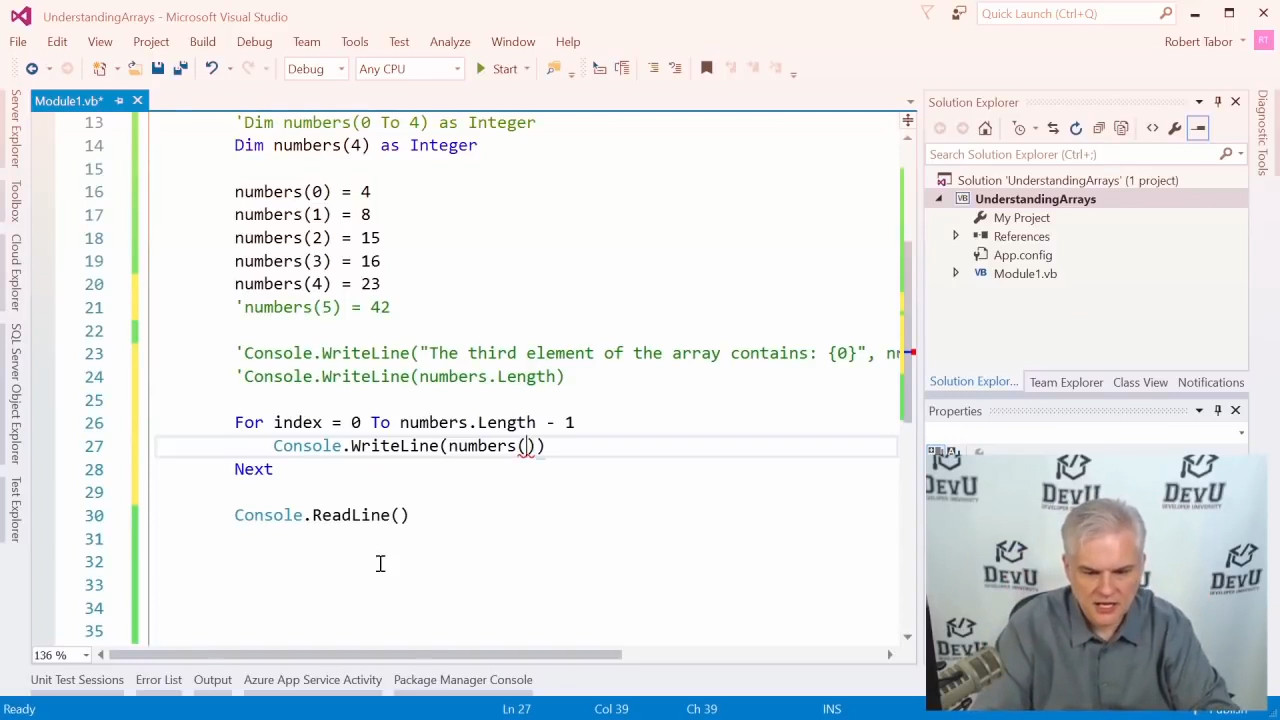 UnderstandingArrays - Microsoft Visual Studio
Quick Launch (Ctrl+Q)
File Edit View Project Build Debug Team Tools Test Analyze Window Help
Robert Tabor
RT
Debug Any CPU Start
Module1.vb*
Server Explorer
Toolbox
Cloud Explorer
SQL Server Object Explorer
Test Explorer
13 'Dim numbers(0 To 4) as Integer
14 Dim numbers(4) as Integer
15
16 numbers(0) = 4
17 numbers(1) = 8
18 numbers(2) = 15
19 numbers(3) = 16
20 numbers(4) = 23
21 'numbers(5) = 42
22
23 'Console.WriteLine("The third element of the array contains: {0}",
24 'Console.WriteLine(numbers.Length)
25
26 For index = 0 To numbers.Length - 1
27 Console.WriteLine(numbers())
28 Next
29
30 Console.ReadLine()
31
32
33
34
35
136 %
Solution Explorer
Search Solution Explorer (Ctrl+;)
Solution 'UnderstandingArrays' (1 project)
VB UnderstandingArrays
My Project
References
App.config
VB Module1.vb
Solution Explor... Team Explorer Class View Notifications
Properties
Diagnostic Tools
DEVU
DEVELOPER UNIVERSITY
DEVU
DEVU
DEVU
Unit Test Sessions Error List Output Azure App Service Activity Package Manager Console
Ready Ln 27 Col 39 Ch 39 INS